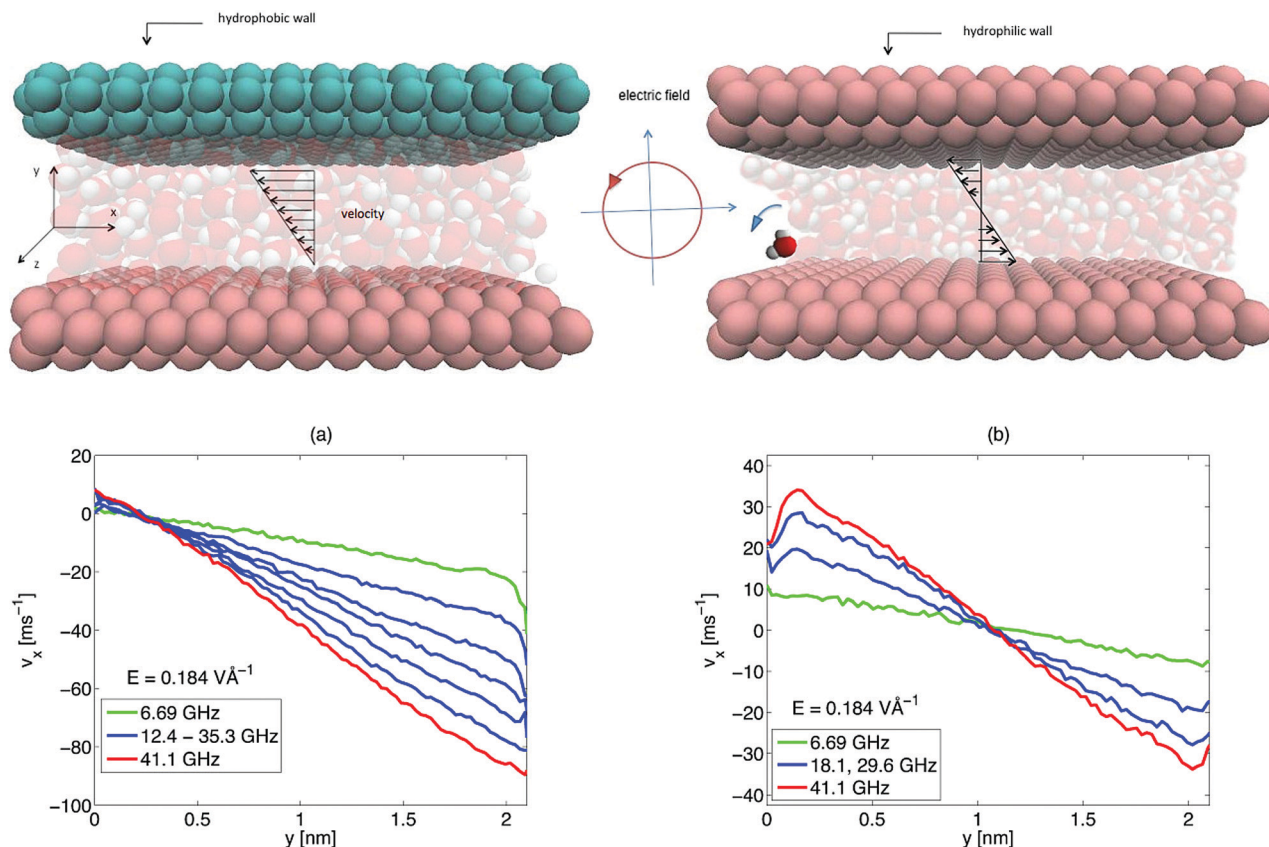 hydrophobic wall
hydrophilic wall
electric field
y
x
z
velocity
(a)
20
0
−20
−40
−60
−80
−100
vₓ [ms⁻¹]
E = 0.184 VÅ⁻¹
6.69 GHz
12.4 − 35.3 GHz
41.1 GHz
0
0.5
1
1.5
2
y [nm]
(b)
40
30
20
10
0
−10
−20
−30
−40
vₓ [ms⁻¹]
E = 0.184 VÅ⁻¹
6.69 GHz
18.1, 29.6 GHz
41.1 GHz
0
0.5
1
1.5
2
y [nm]